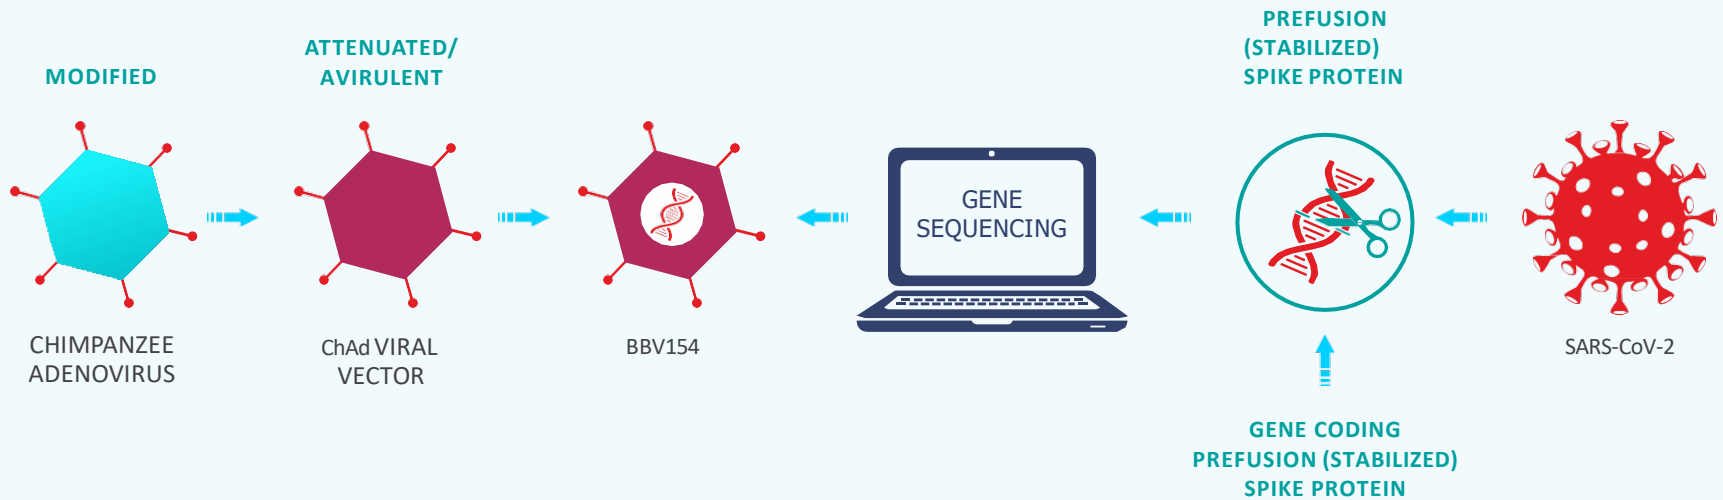 MODIFIED
CHIMPANZEE
ADENOVIRUS
ATTENUATED/
AVIRULENT
ChAd VIRAL
VECTOR
BBV154
GENE
SEQUENCING
PREFUSION
(STABILIZED)
SPIKE PROTEIN
GENE CODING
PREFUSION (STABILIZED)
SPIKE PROTEIN
SARS-CoV-2